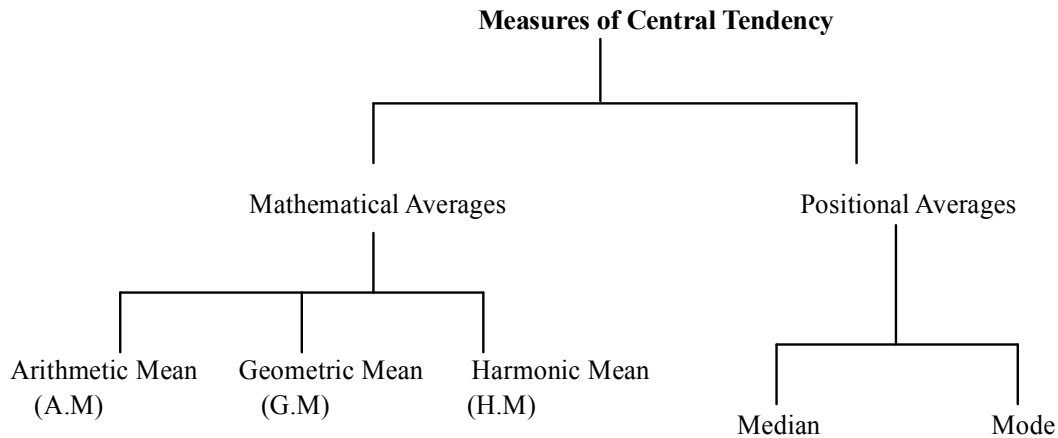 Measures of Central Tendency
Mathematical Averages
Positional Averages
Arithmetic Mean
(A.M)
Geometric Mean
(G.M)
Harmonic Mean
(H.M)
Median
Mode